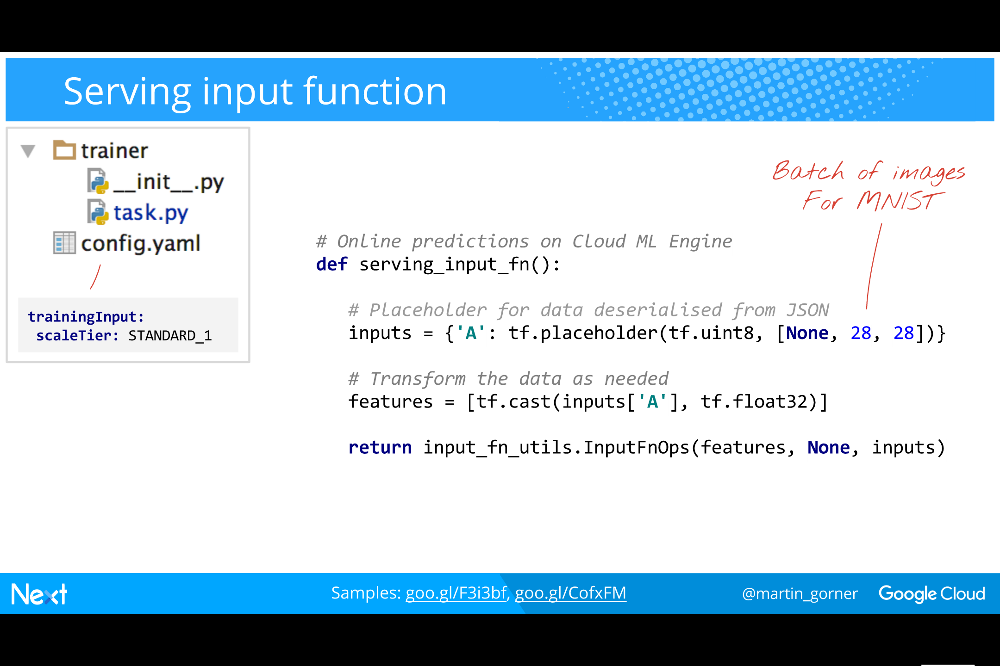 Serving input function
trainer
__init__.py
task.py
config.yaml
trainingInput:
scaleTier: STANDARD_1
Batch of images
For MNIST
# Online predictions on Cloud ML Engine
def serving_input_fn():
# Placeholder for data deserialised from JSON
inputs = {'A': tf.placeholder(tf.uint8, [None, 28, 28])}
# Transform the data as needed
features = [tf.cast(inputs['A'], tf.float32)]
return input_fn_utils.InputFnOps(features, None, inputs)
Next
Samples: goo.gl/F3i3bf, goo.gl/CofxFM
@martin_gorner
Google Cloud